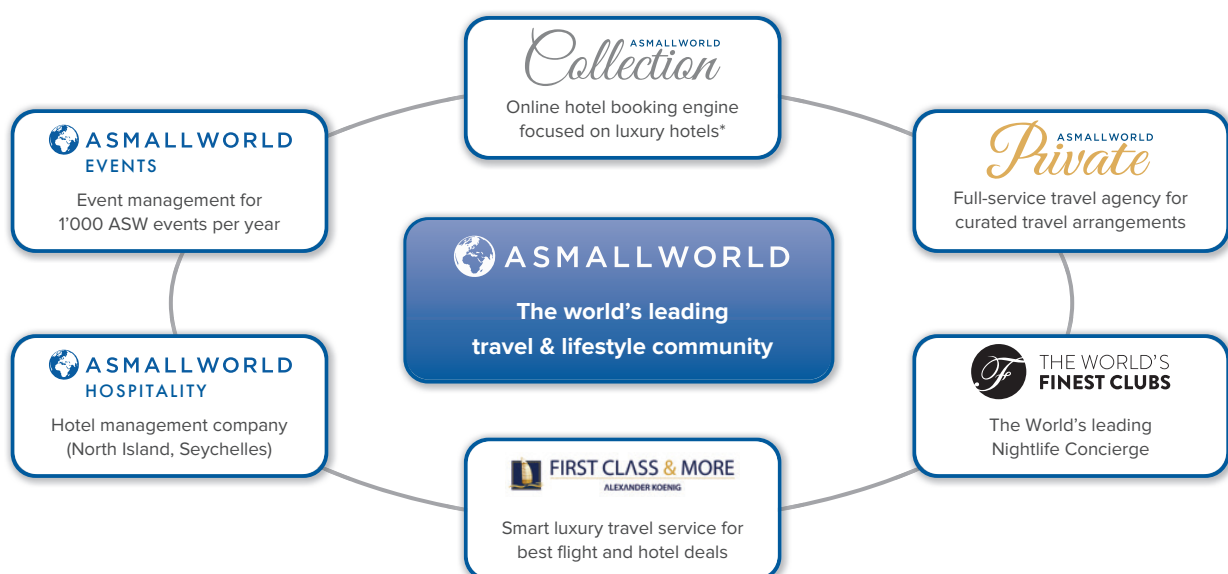 ASMALLWORLD
Collection
Online hotel booking engine
focused on luxury hotels*
ASMALLWORLD
EVENTS
Event management for
1’000 ASW events per year
ASMALLWORLD
Private
Full-service travel agency for
curated travel arrangements
ASMALLWORLD
The world’s leading
travel & lifestyle community
ASMALLWORLD
HOSPITALITY
Hotel management company
(North Island, Seychelles)
F
THE WORLD’S
FINEST CLUBS
The World’s leading
Nightlife Concierge
FIRST CLASS & MORE
ALEXANDER KOENIG
Smart luxury travel service for
best flight and hotel deals